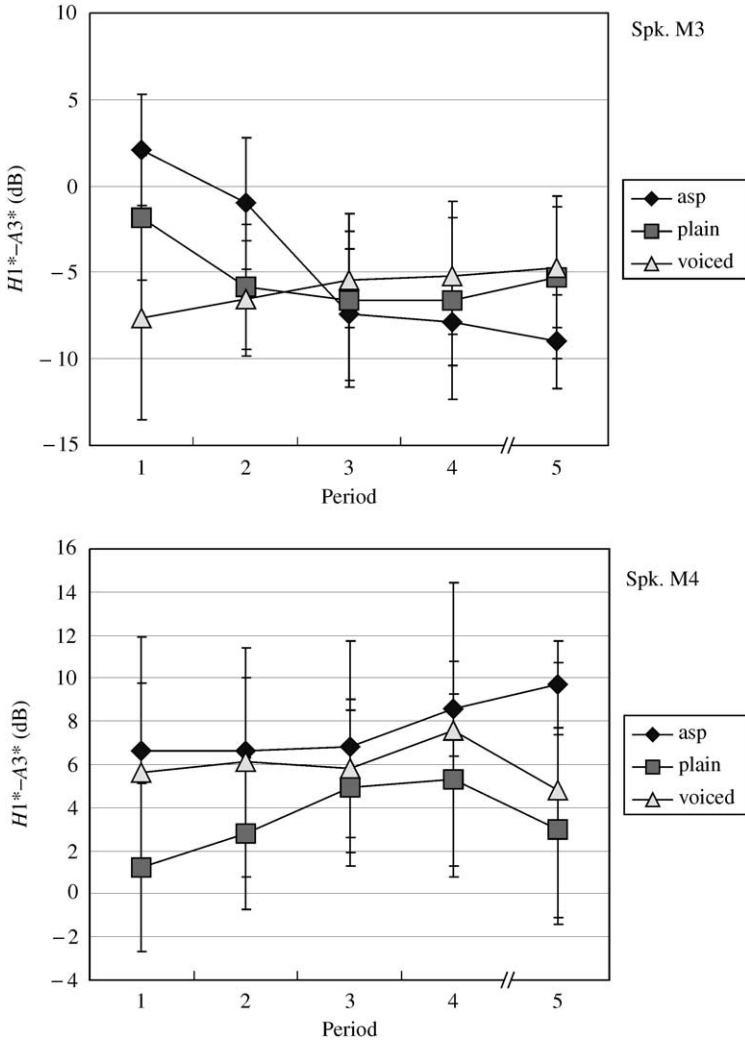 Spk. M3
10
5
0
−5
−10
−15
H1*–A3* (dB)
asp
plain
voiced
1 2 3 4 5
Period
Spk. M4
16
14
12
10
8
6
4
2
0
−2
−4
H1*–A3* (dB)
asp
plain
voiced
1 2 3 4 5
Period